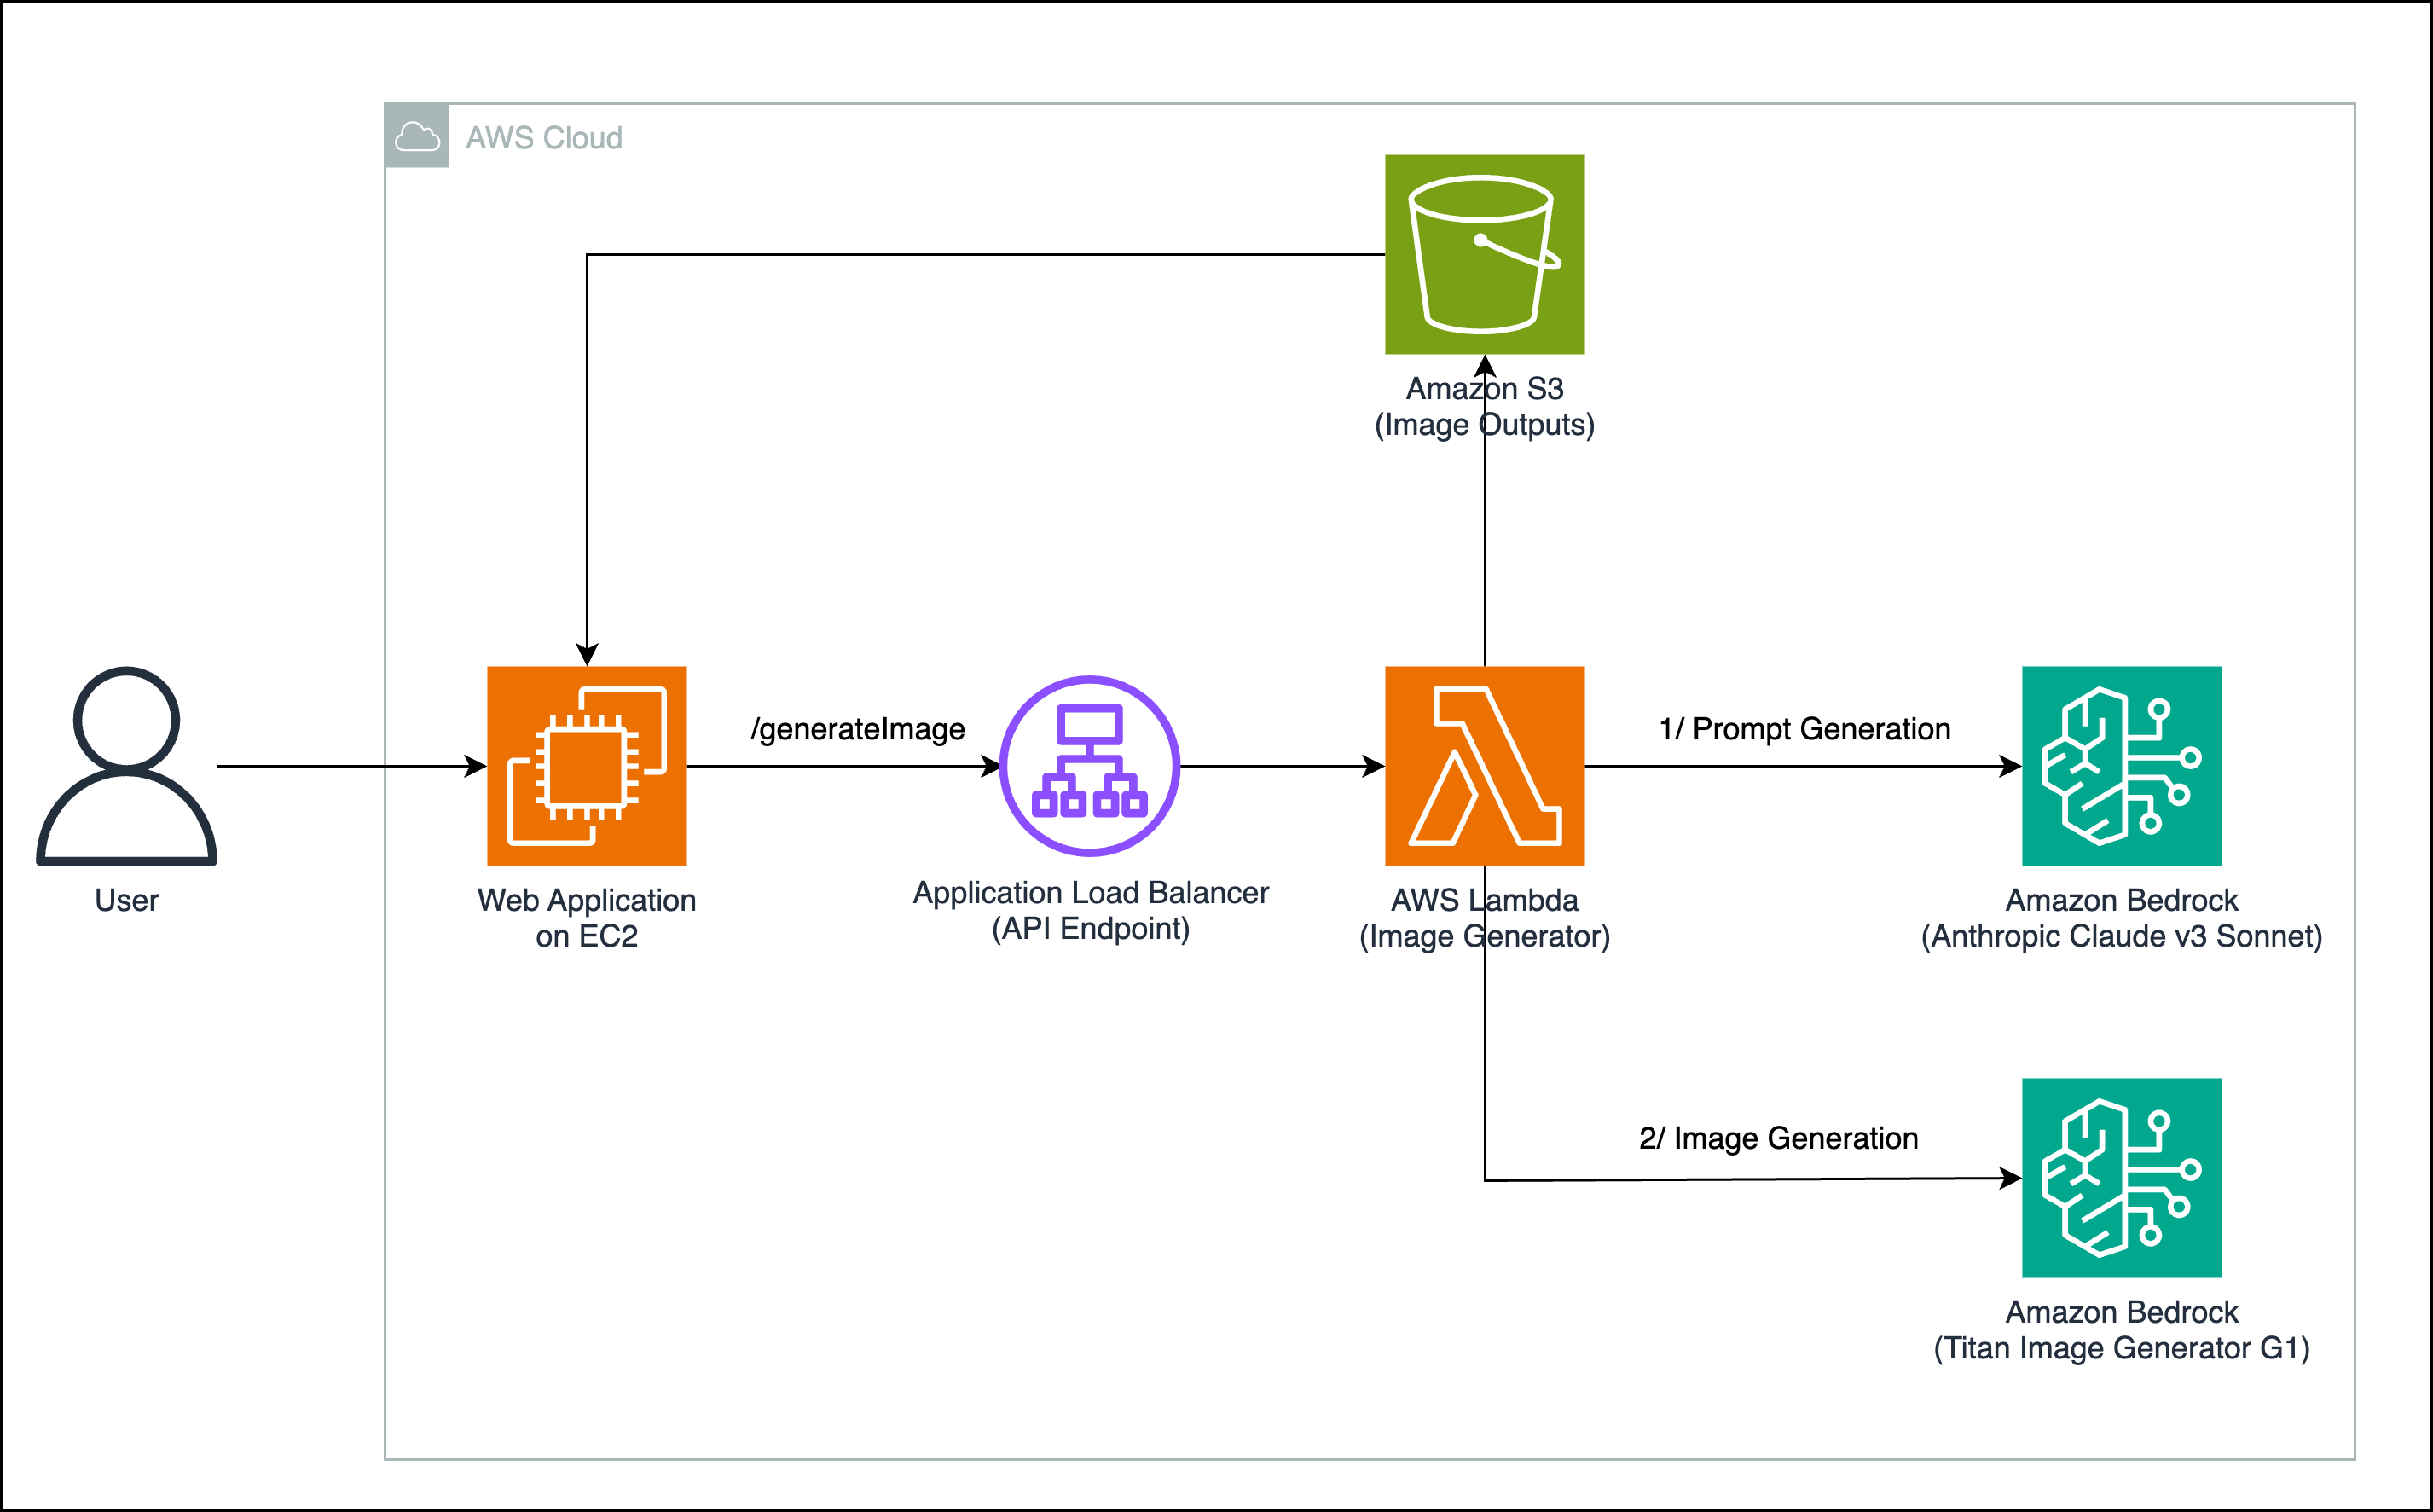 AWS Cloud
Amazon S3
(Image Outputs)
/generateImage
1/ Prompt Generation
User
Web Application
on EC2
Application Load Balancer
(API Endpoint)
AWS Lambda
(Image Generator)
Amazon Bedrock
(Anthropic Claude v3 Sonnet)
2/ Image Generation
Amazon Bedrock
(Titan Image Generator G1)